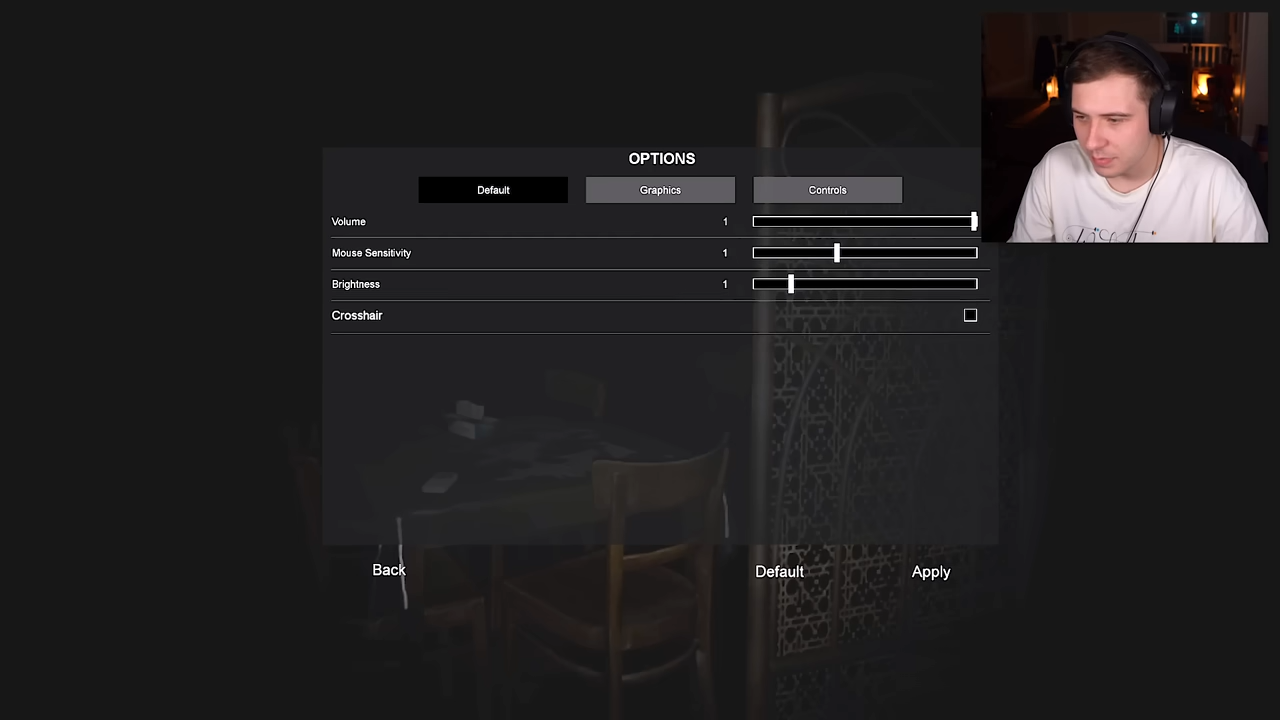 OPTIONS
Default Graphics Controls
Volume 1
Mouse Sensitivity 1
Brightness 1
Crosshair
Back Default Apply